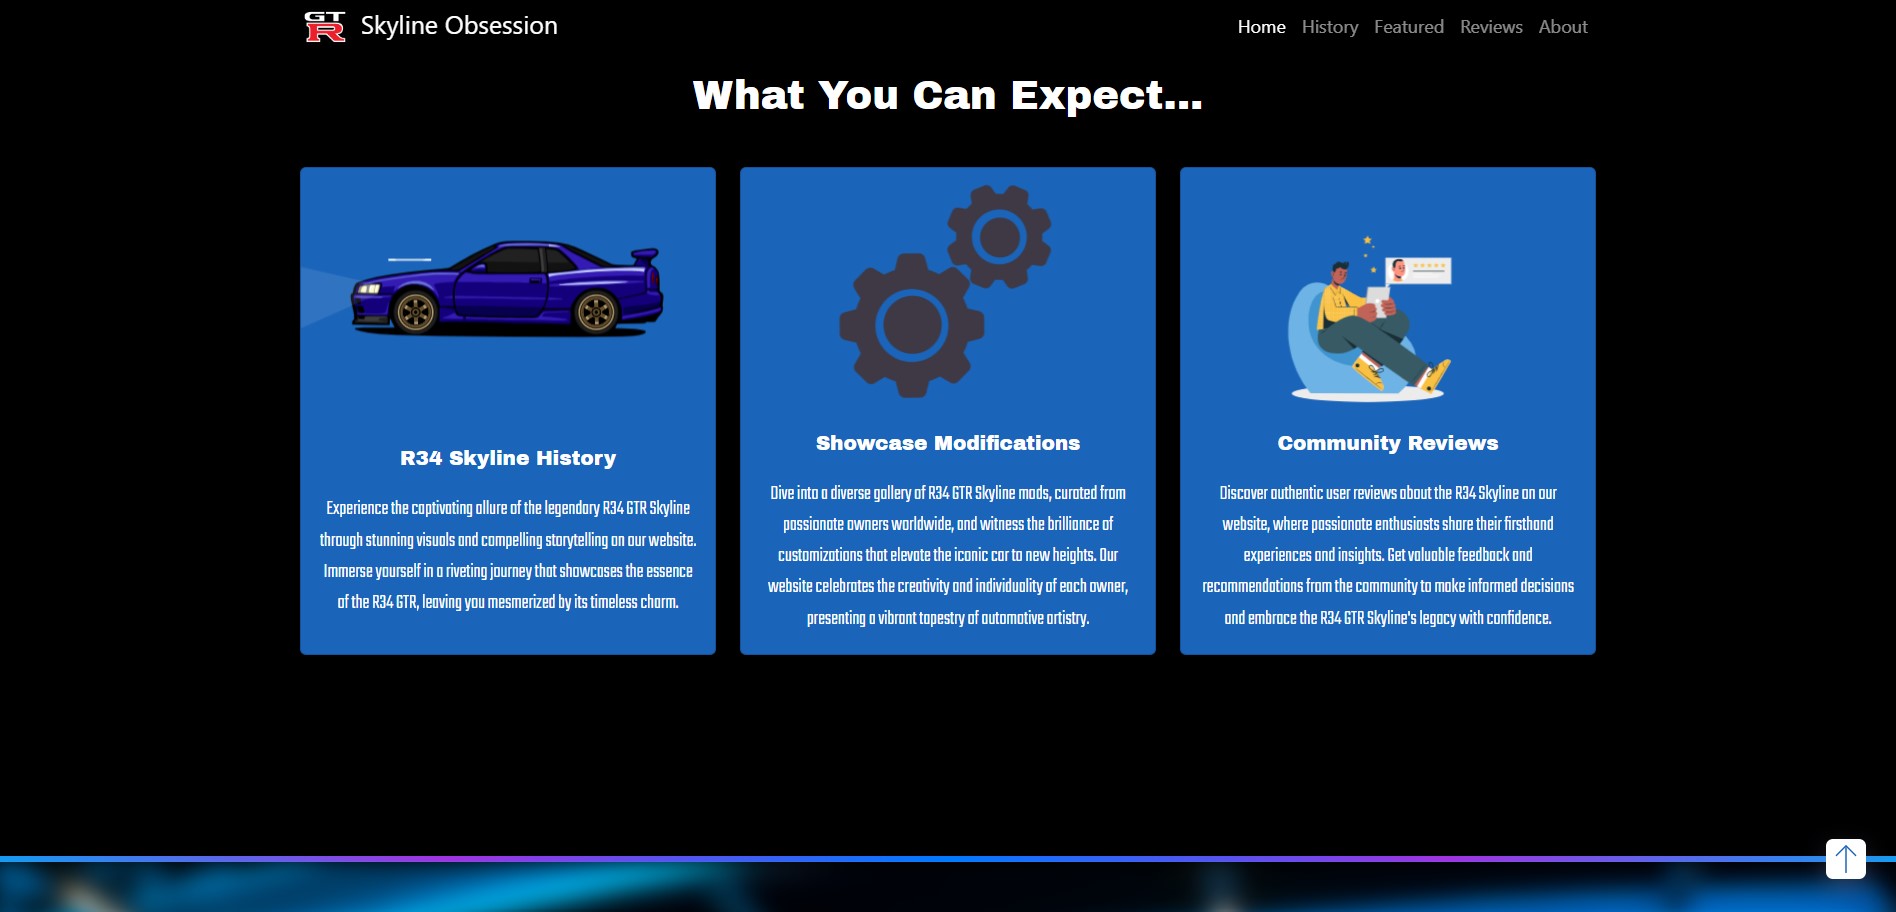 GT
R
Skyline Obsession
Home History Featured Reviews About
What You Can Expect...
R34 Skyline History
Experience the captivating allure of the legendary R34 GTR Skyline
through stunning visuals and compelling storytelling on our website.
Immerse yourself in a riveting journey that showcases the essence
of the R34 GTR, leaving you mesmerized by its timeless charm.
Showcase Modifications
Dive into a diverse gallery of R34 GTR Skyline mods, curated from
passionate owners worldwide, and witness the brilliance of
customizations that elevate the iconic car to new heights. Our
website celebrates the creativity and individuality of each owner,
presenting a vibrant tapestry of automotive artistry.
Community Reviews
Discover authentic user reviews about the R34 Skyline on our
website, where passionate enthusiasts share their firsthand
experiences and insights. Get valuable feedback and
recommendations from the community to make informed decisions
and embrace the R34 GTR Skyline's legacy with confidence.